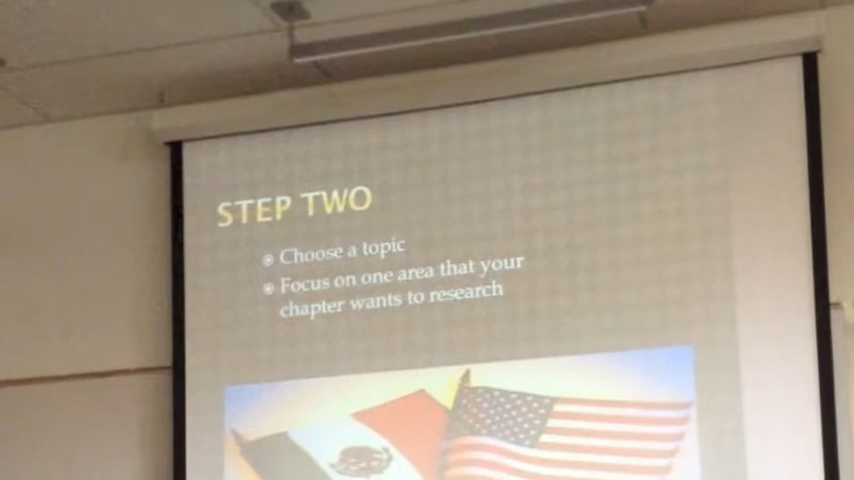 STEP TWO
Choose a topic
Focus on one area that your
chapter wants to research